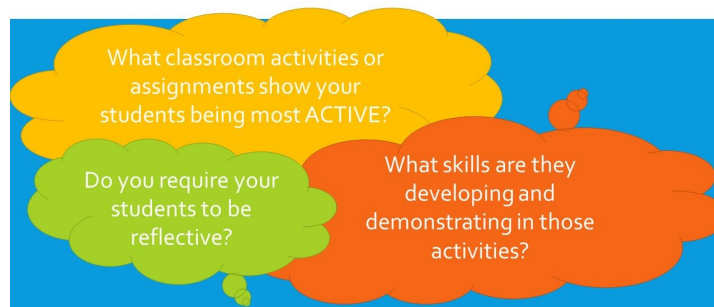 What classroom activities or
assignments show your
students being most ACTIVE?
Do you require your
students to be
reflective?
What skills are they
developing and
demonstrating in those
activities?